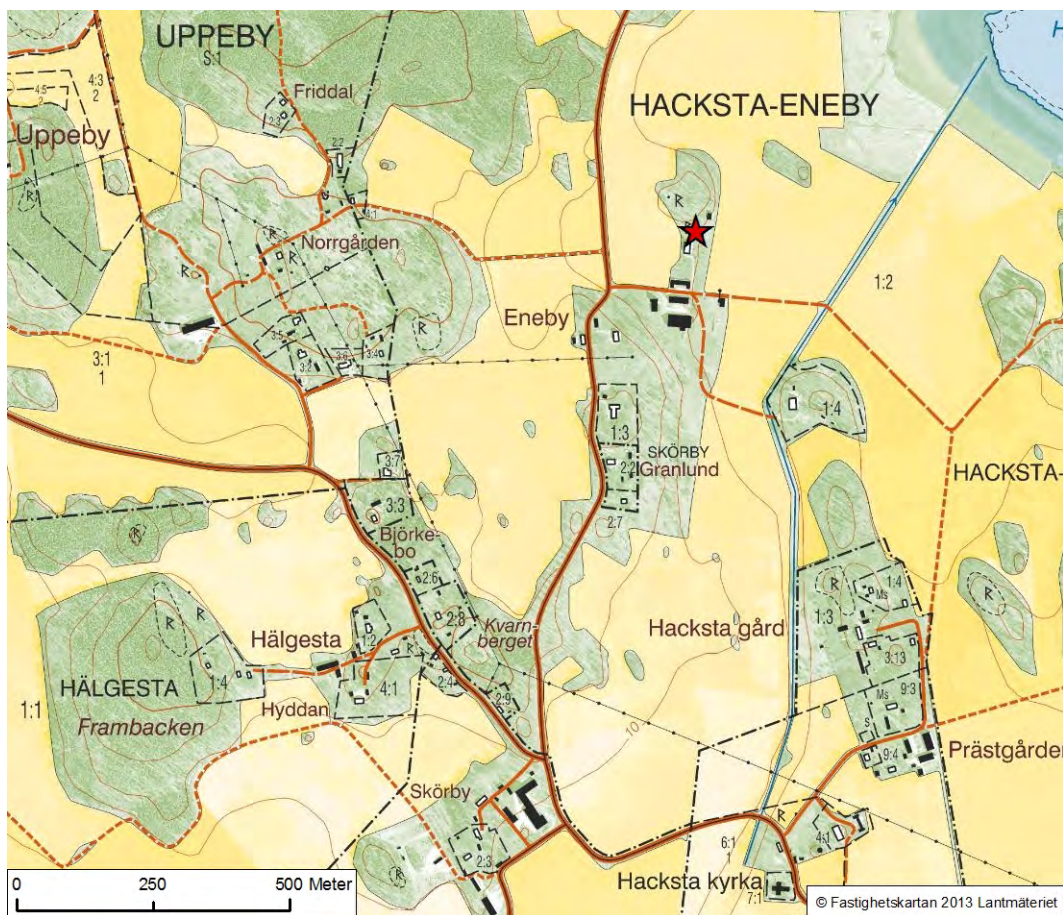 UPPEBY
S:1
H
4:3
2
4:5
2
Friddal
2:3
HACKSTA-ENEBY
Uppeby
2:2
R
R
4:1
Norrgården
R
R
1:2
R
Eneby
3:5
3:6
3:4
3:2
3:1
1
1:4
1:3
SKÖRBY
2:2
Granlund
HACKSTA-
3:7
3:3
2:7
R
Björke-
bo
R
R
R
2:6
1:4
Ms
1:3
R
2:8
Kvarn-
berget
Hacksta gård
Hälgesta
1:2
R
3:13
HÄLGESTA
1:4
4:1
2:4
2:9
Ms
9:3
1:1
Frambacken
Hyddan
10
S
9:4
Prästgården
Skörby
R
4:1
2:3
6:1
1
R
Hacksta kyrka
7:1
0 250 500 Meter
© Fastighetskartan 2013 Lantmäteriet